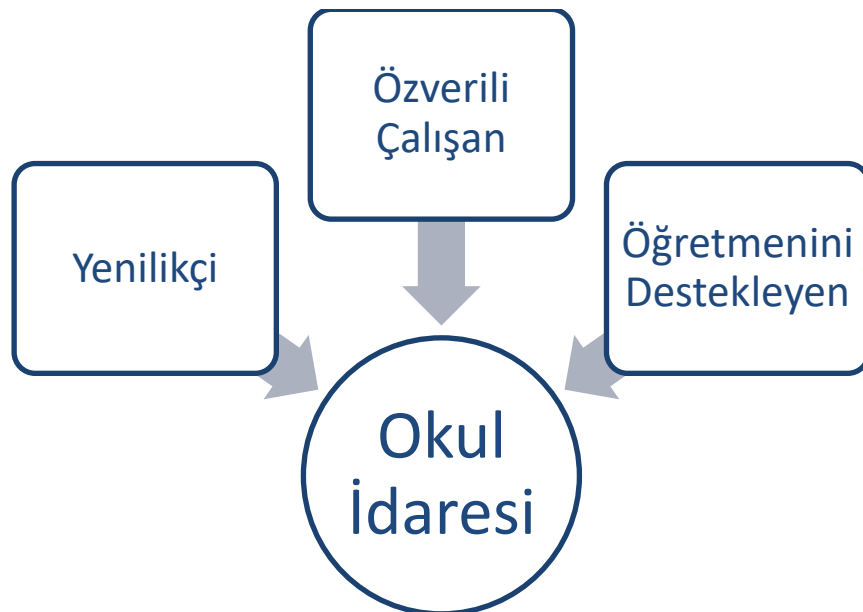 Özverili
Çalışan
Yenilikçi
Öğretmenini
Destekleyen
Okul
İdaresi